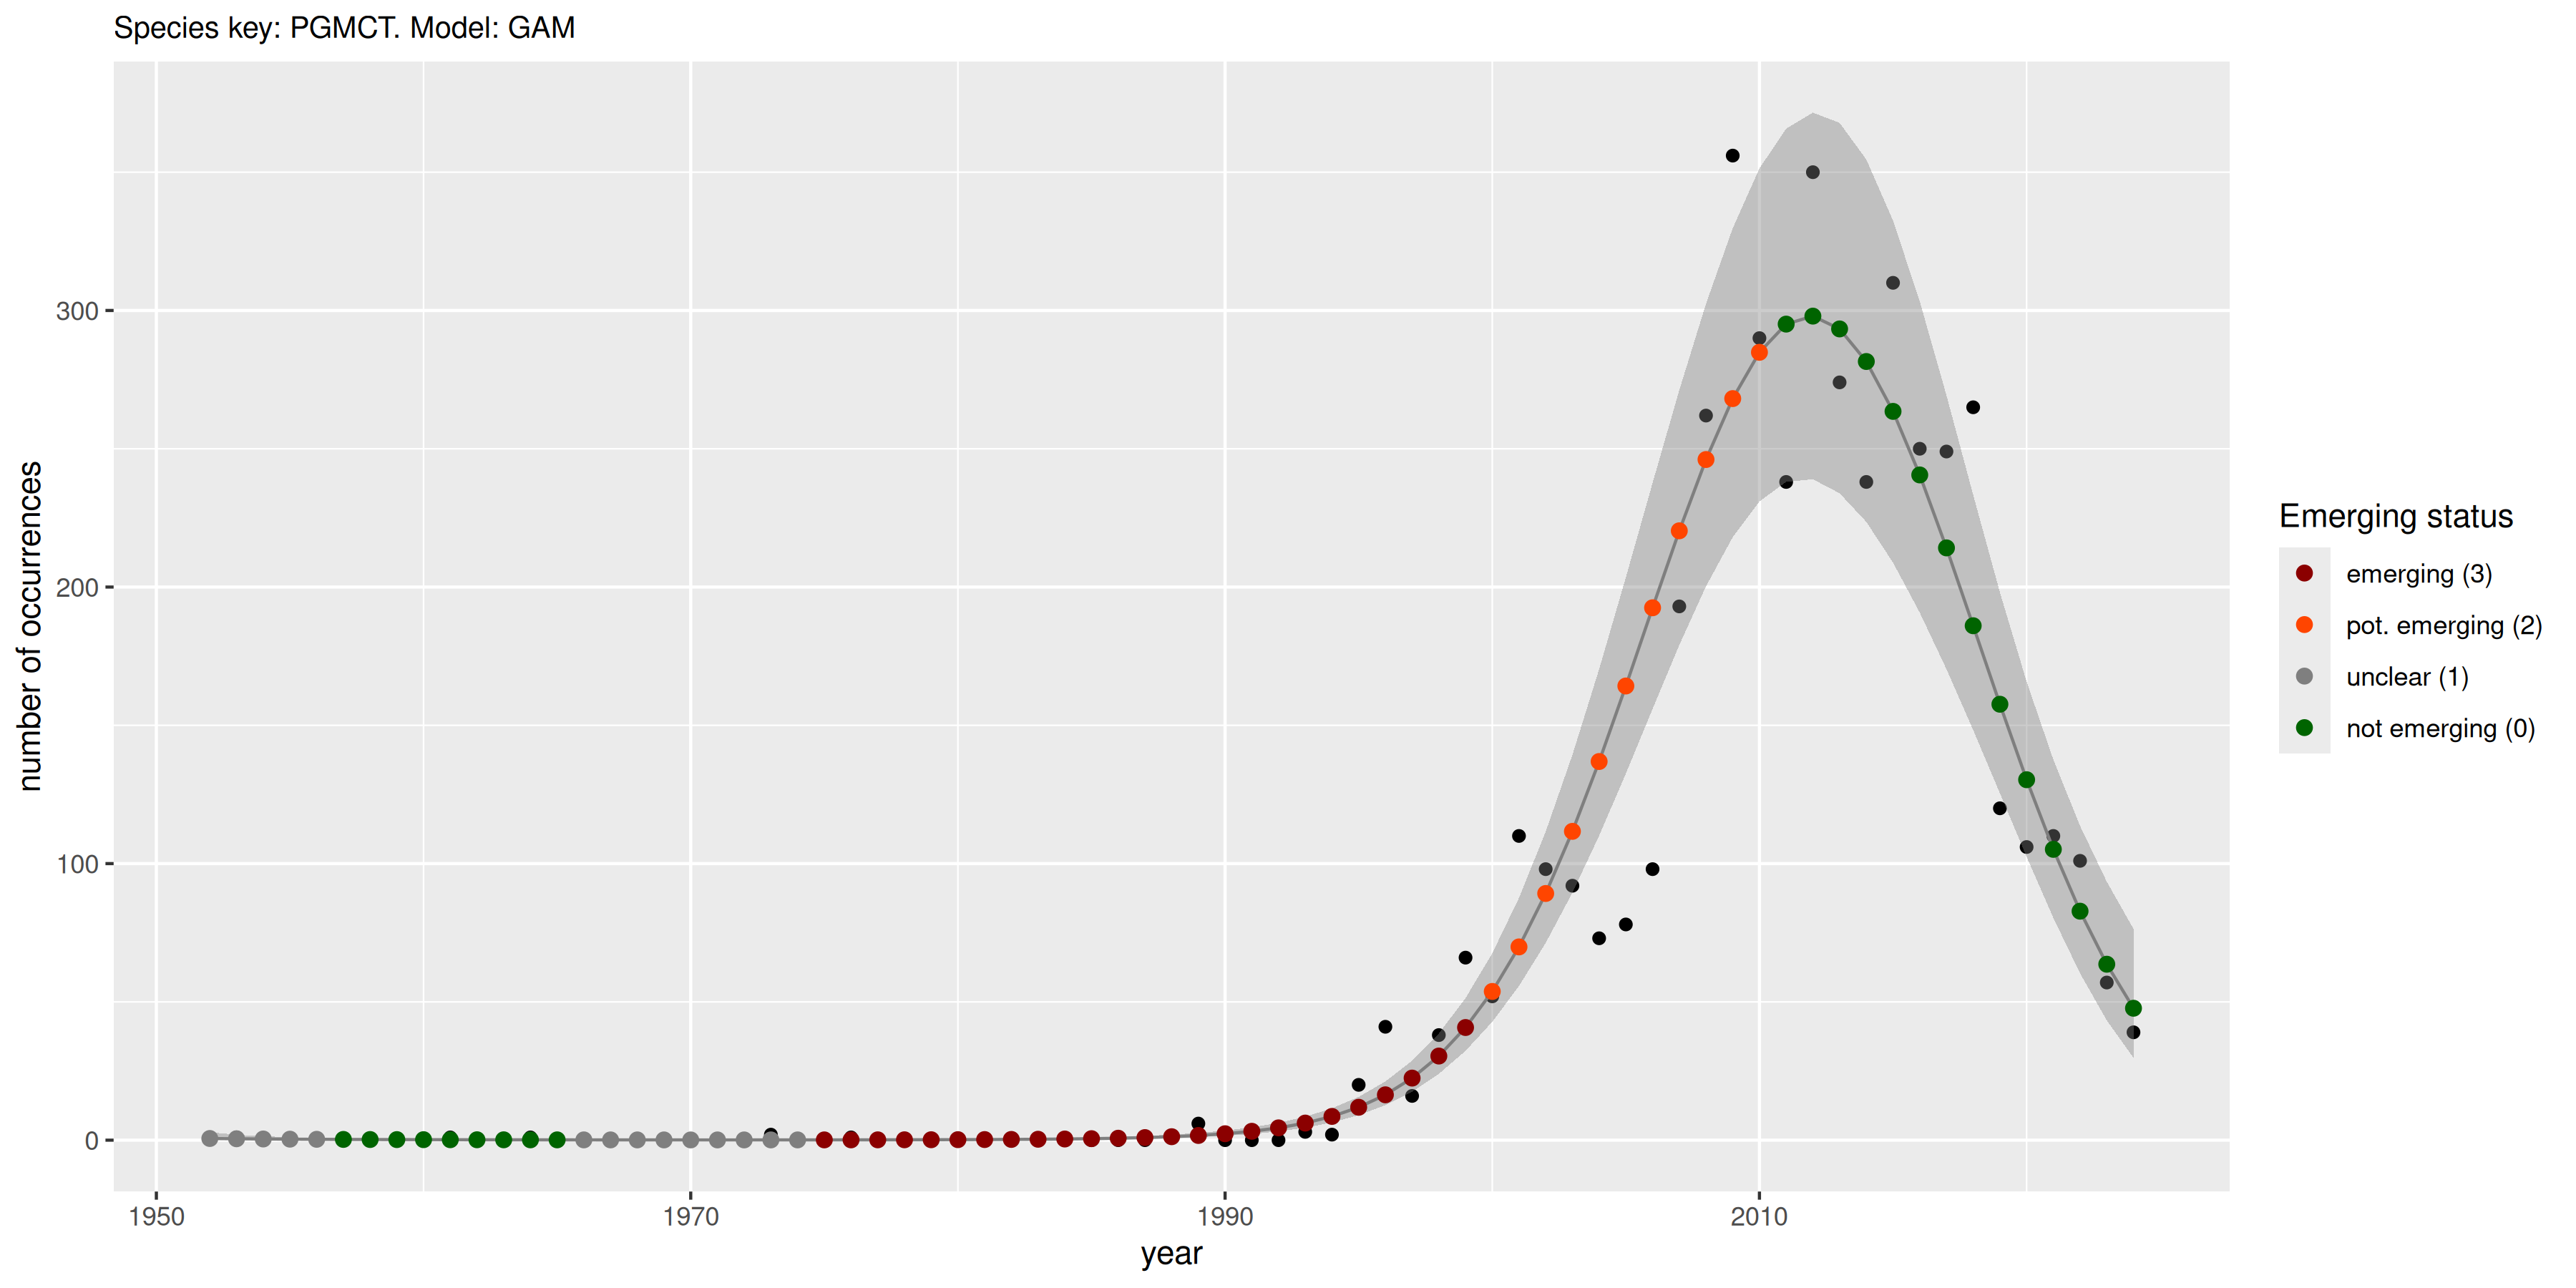 Species key: PGMCT. Model: GAM
300
200
100
0
number of occurrences
1950 1970 1990 2010
year
Emerging status
emerging (3)
pot. emerging (2)
unclear (1)
not emerging (0)